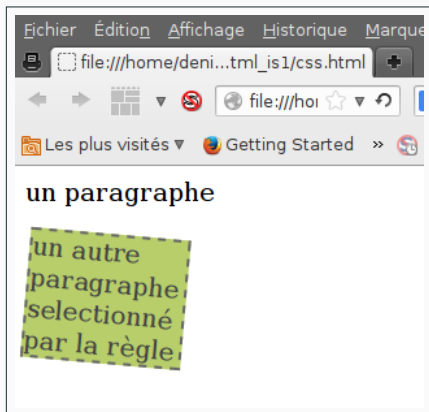 Fichier Édition Affichage Historique Marque
file:///home/deni...tml_is1/css.html
file:///ho
Les plus visités Getting Started »
un paragraphe
un autre
paragraphe
selectionné
par la règle